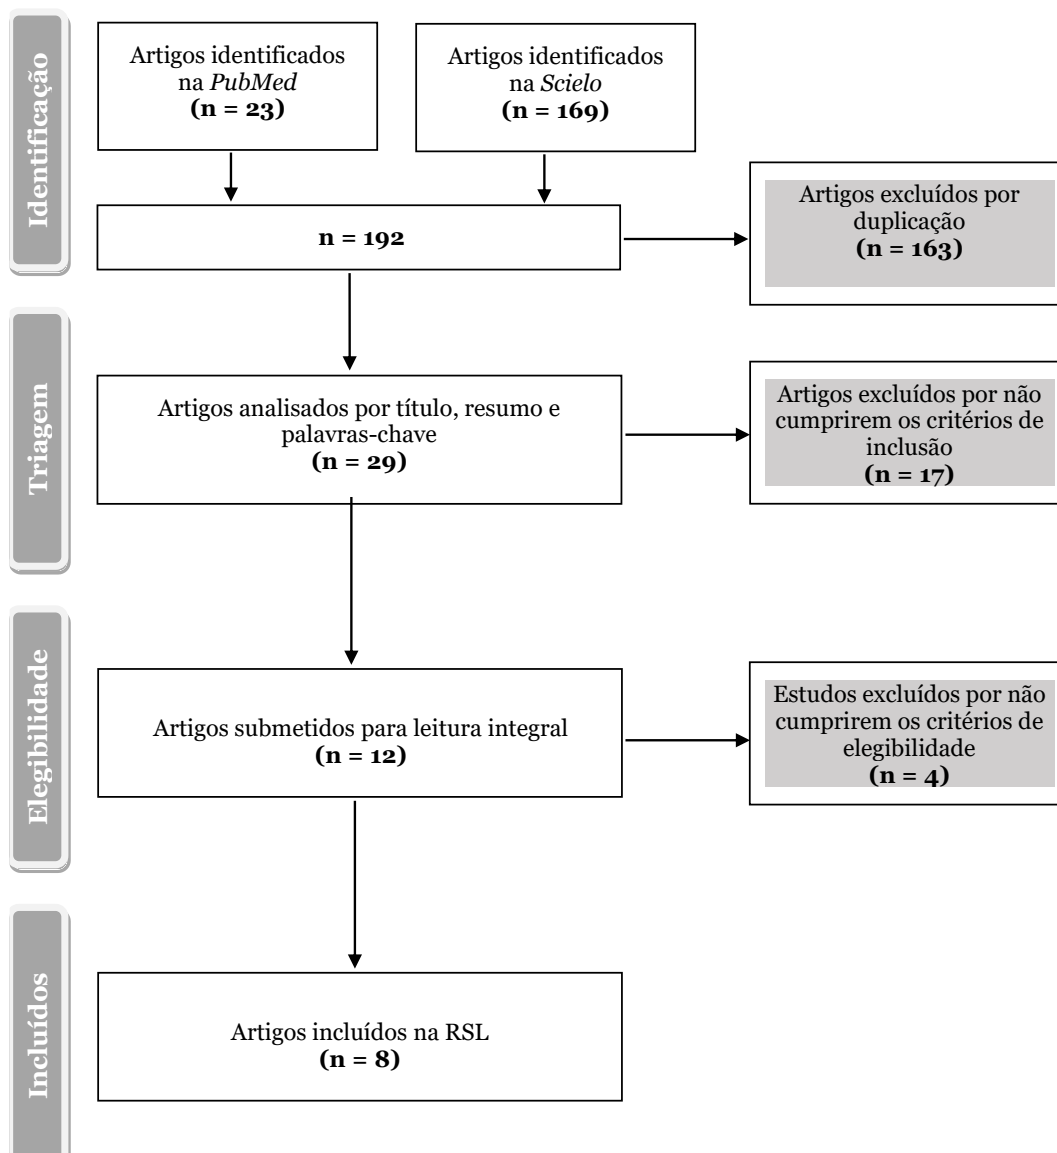 Identificação
Artigos identificados
na PubMed
(n = 23)
Artigos identificados
na Scielo
(n = 169)
n = 192
Artigos excluídos por
duplicação
(n = 163)
Triagem
Artigos analisados por título, resumo e
palavras-chave
(n = 29)
Artigos excluídos por não
cumprirem os critérios de
inclusão
(n = 17)
Elegibilidade
Artigos submetidos para leitura integral
(n = 12)
Estudos excluídos por não
cumprirem os critérios de
elegibilidade
(n = 4)
Incluídos
Artigos incluídos na RSL
(n = 8)